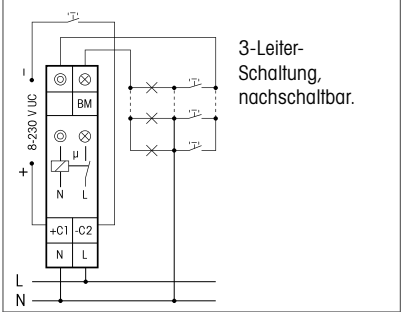 3-Leiter-
Schaltung,
nachschaltbar.
–
8-230 V UC
+
BM
µ
N L
+C1 -C2
N L
L
N